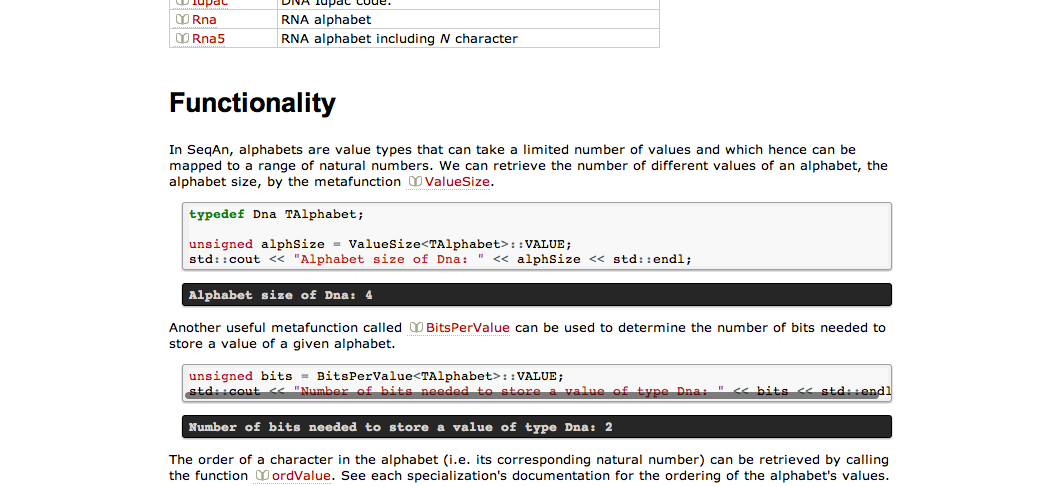 Iupac DNA Iupac code.
Rna RNA alphabet
Rna5 RNA alphabet including N character
Functionality
In SeqAn, alphabets are value types that can take a limited number of values and which hence can be
mapped to a range of natural numbers. We can retrieve the number of different values of an alphabet, the
alphabet size, by the metafunction ValueSize.
typedef Dna TAlphabet;
unsigned alphSize = ValueSize<TAlphabet>::VALUE;
std::cout << "Alphabet size of Dna: " << alphSize << std::endl;
Alphabet size of Dna: 4
Another useful metafunction called BitsPerValue can be used to determine the number of bits needed to
store a value of a given alphabet.
unsigned bits = BitsPerValue<TAlphabet>::VALUE;
std::cout << "Number of bits needed to store a value of type Dna: " << bits << std::endl
Number of bits needed to store a value of type Dna: 2
The order of a character in the alphabet (i.e. its corresponding natural number) can be retrieved by calling
the function ordValue. See each specialization's documentation for the ordering of the alphabet's values.